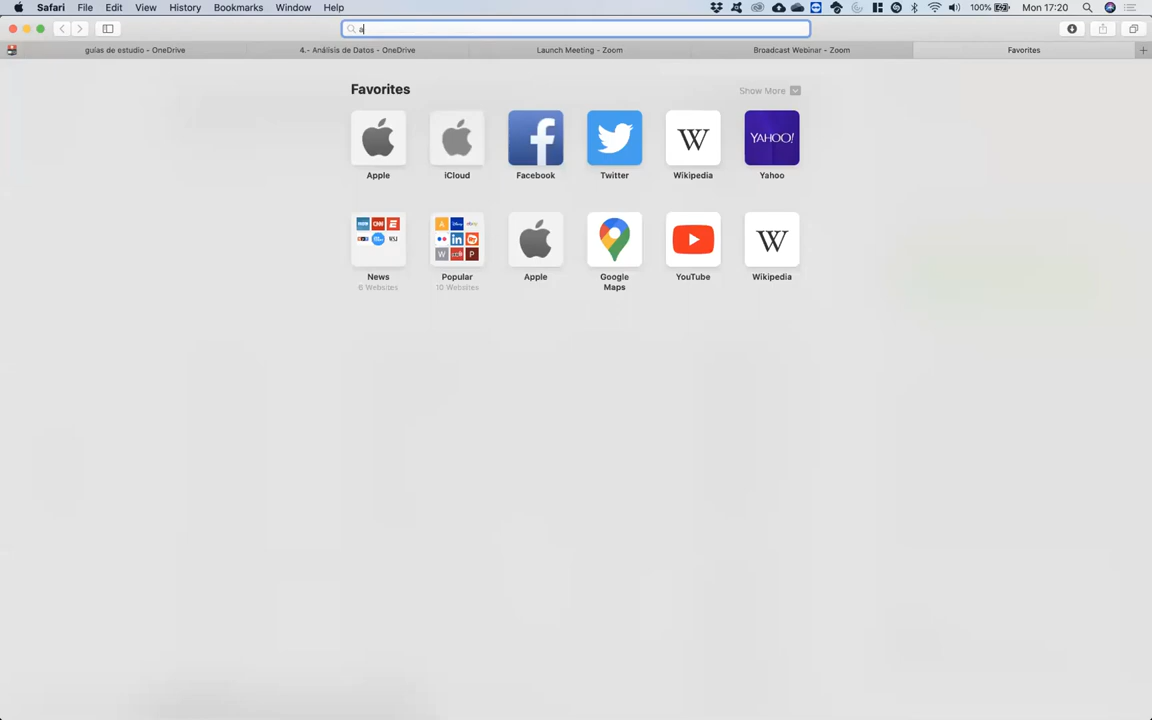 Safari File Edit View History Bookmarks Window Help 100% Mon 17:20
a
guías de estudio - OneDrive 4.- Análisis de Datos - OneDrive Launch Meeting - Zoom Broadcast Webinar - Zoom Favorites
Favorites Show More
YAHOO!
Apple iCloud Facebook Twitter Wikipedia Yahoo
News Popular Apple Google Maps YouTube Wikipedia
6 Websites 10 Websites